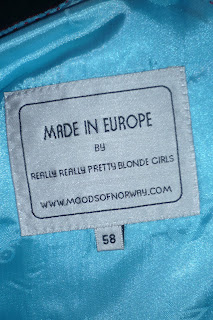 MADE IN EUROPE
BY
REALLY REALLY PRETTY BLONDE GIRLS
WWW.MOODSOFNORWAY.COM
58